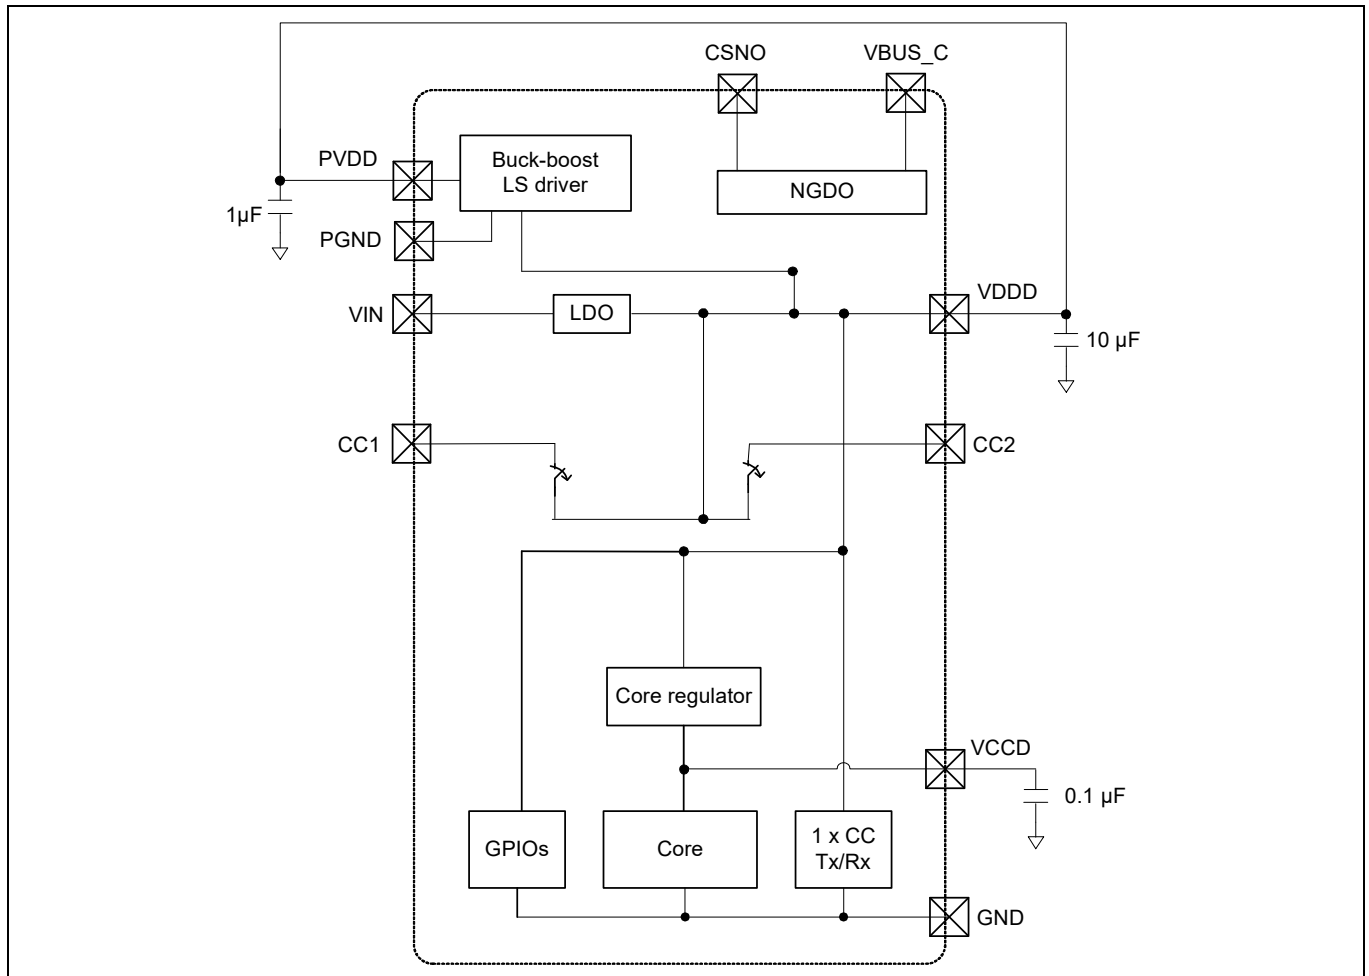 CSNO
VBUS_C
PVDD
Buck-boost
LS driver
NGDO
1µF
PGND
VIN
LDO
VDDD
10 µF
CC1
CC2
Core regulator
VCCD
0.1 µF
GPIOs
Core
1 x CC
Tx/Rx
GND